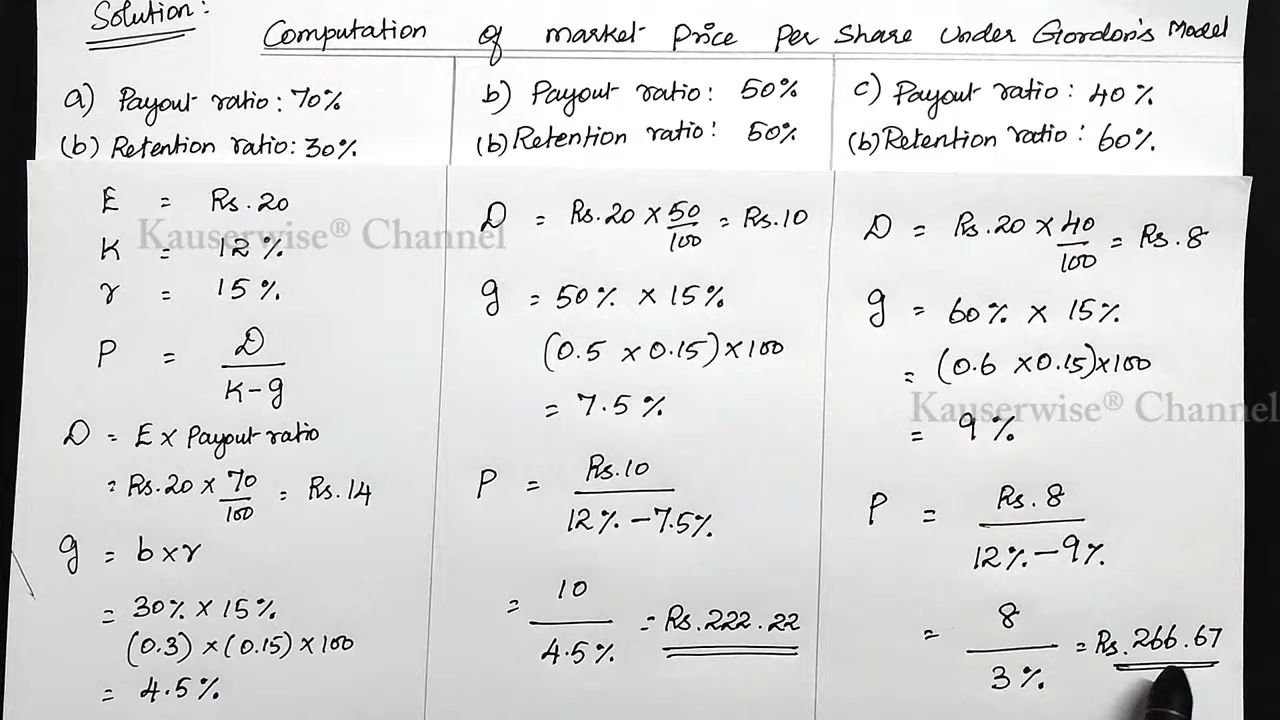 Solution:
Computation of market Price Per Share under Gordon's Model
a) Payout ratio: 70%
(b) Retention ratio: 30%
E = Rs.20
K = 12%
r = 15%
P = D
K-g
D = E x Payout ratio
= Rs.20 x 70 = Rs.14
100
g = b x r
= 30% x 15%
(0.3) x (0.15) x 100
= 4.5%
b) Payout ratio: 50%
(b) Retention ratio: 50%
D = Rs.20 x 50 = Rs.10
100
g = 50% x 15%
(0.5 x 0.15) x 100
= 7.5%
P = Rs.10
12% - 7.5%
= 10 = Rs.222.22
4.5%
c) Payout ratio: 40%
(b) Retention ratio: 60%
D = Rs.20 x 40 = Rs.8
100
g = 60% x 15%
= (0.6 x 0.15) x 100
= 9%
P = Rs.8
12% - 9%
= 8 = Rs.266.67
3%
Kauserwise® Channel
Kauserwise® Channel